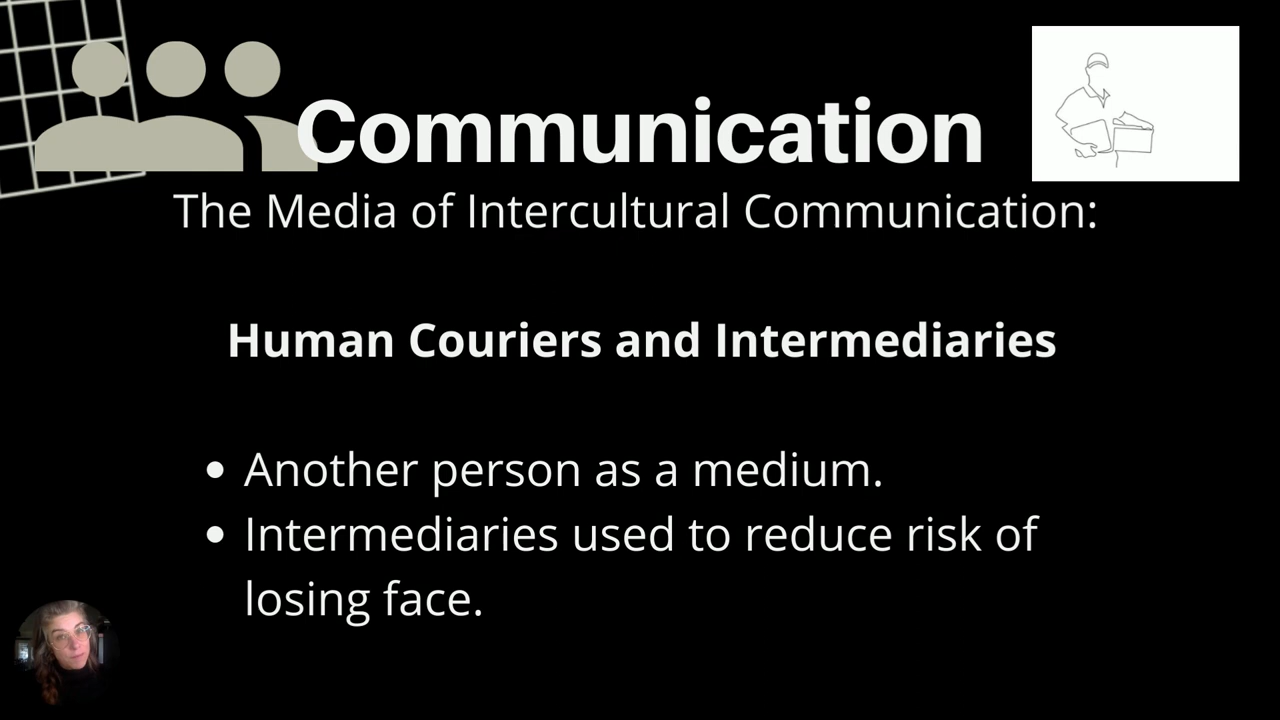 Communication
The Media of Intercultural Communication:
Human Couriers and Intermediaries
• Another person as a medium.
• Intermediaries used to reduce risk of
losing face.